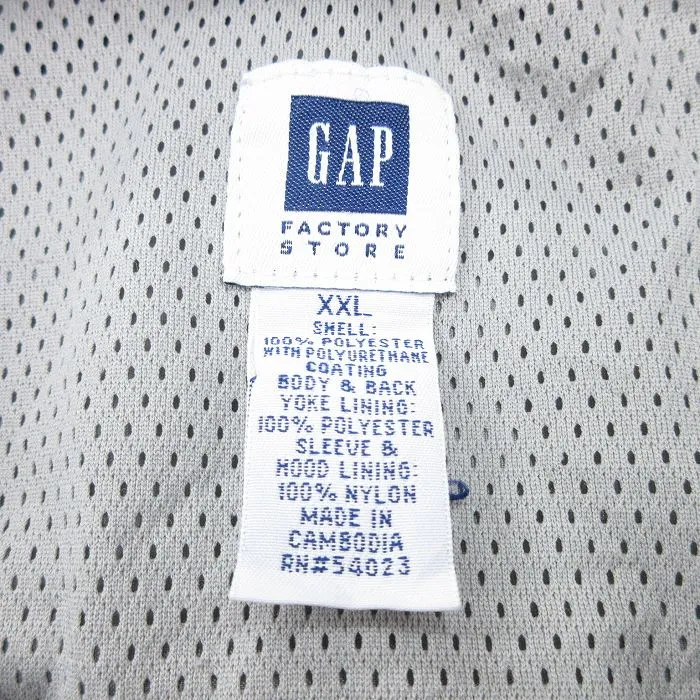 GAP
FACTORY
STORE
XXL
SHELL:
100% POLYESTER
WITH POLYURETHANE
COATING
BODY & BACK
YOKE LINING:
100% POLYESTER
SLEEVE &
HOOD LINING:
100% NYLON
MADE IN
CAMBODIA
RN#54023